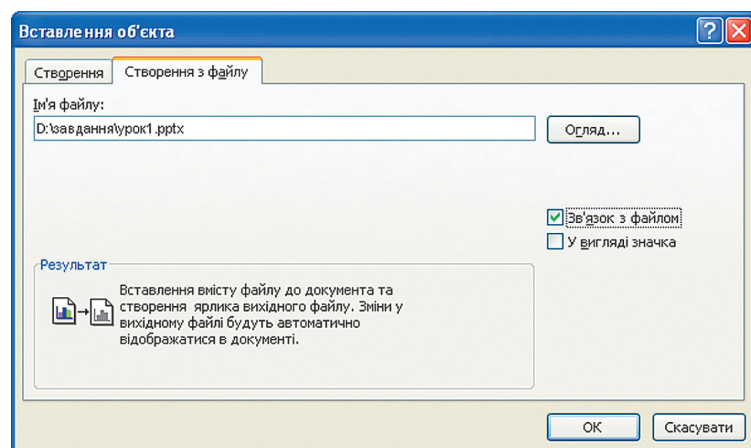 Вставлення об'єкта
Створення
Створення з файлу
Ім'я файлу:
D:\завдання\урок1.pptx
Огляд...
Зв'язок з файлом
У вигляді значка
Результат
Вставлення вмісту файлу до документа та
створення ярлика вихідного файлу. Зміни у
вихідному файлі будуть автоматично
відображатися в документі.
ОК
Скасувати